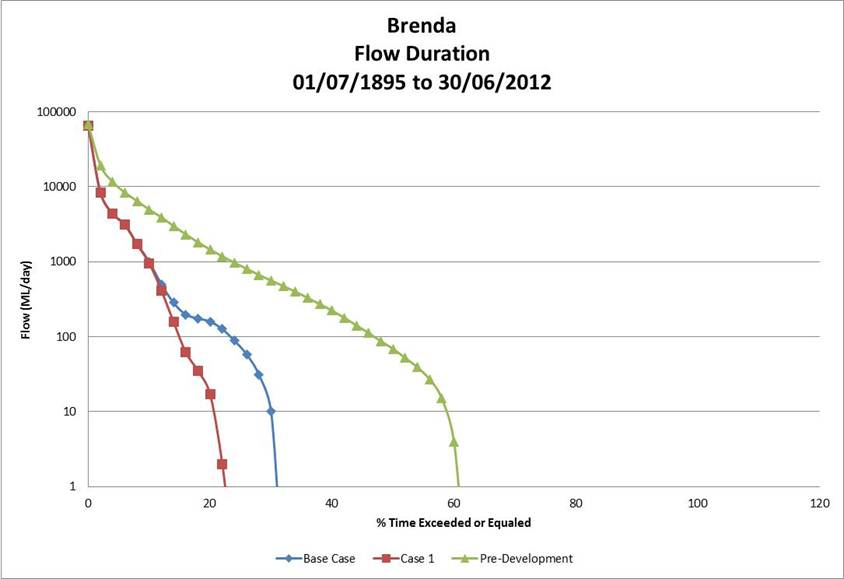 Brenda
Flow Duration
01/07/1895 to 30/06/2012
100000
10000
1000
100
10
1
Flow (ML/day)
0 20 40 60 80 100 120
% Time Exceeded or Equaled
Base Case Case 1 Pre-Development